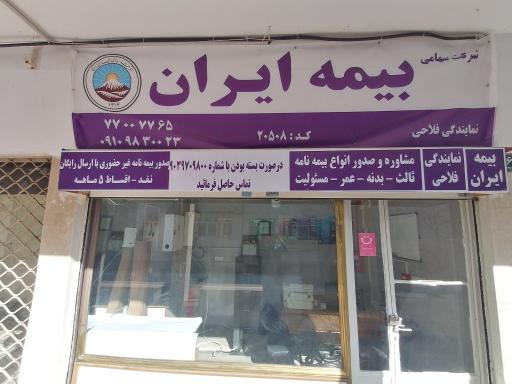 شرکت سهامی
بیمه ایران
۱۳۱۴
نمایندگی فلاحی
کد : ۲۰۵۰۸
۷۷۰۰۷۷۶۵
۰۹۱۰۹۸۳۰۰۲۳
بیمه ایران
نمایندگی فلاحی
مشاوره و صدور انواع بیمه نامه
ثالث - بدنه - عمر - مسئولیت
درصورت بسته بودن با شماره ۰۹۰۳۹۷۰۹۸۰۰
تماس حاصل فرمائید
صدور بیمه نامه غیر حضوری با ارسال رایگان
نقد - اقساط ۵ ماهه